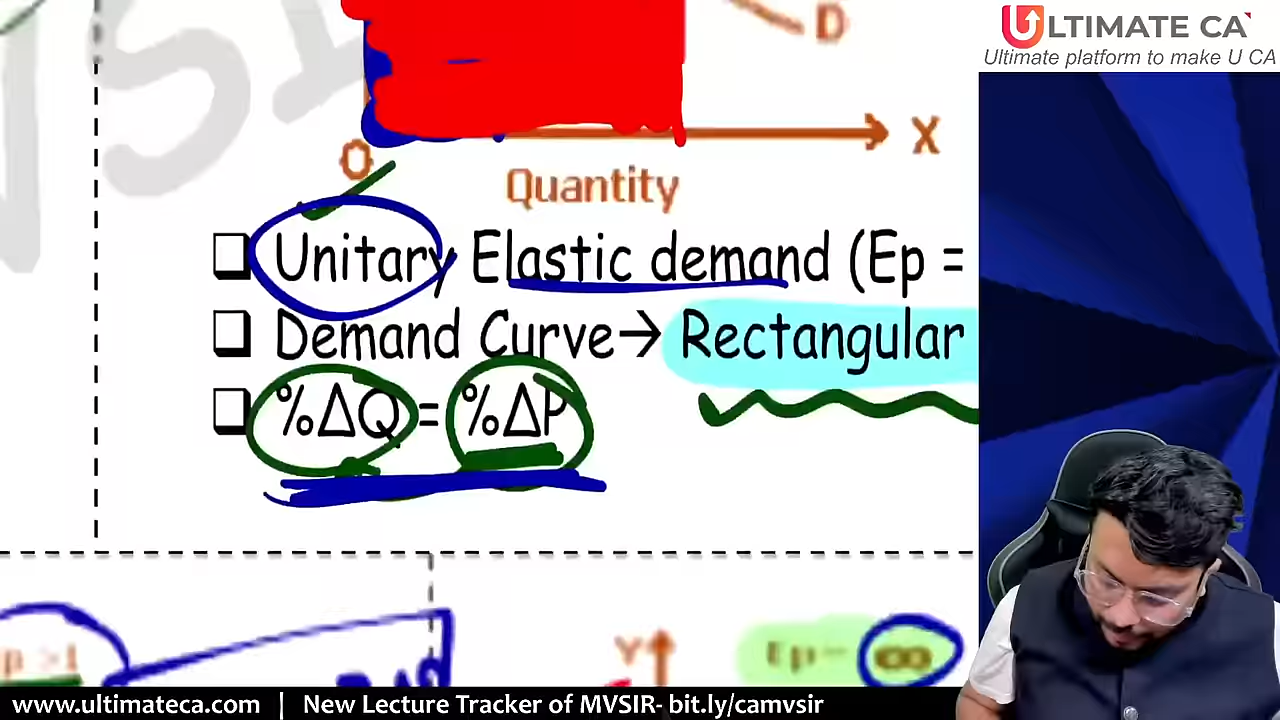 D
ULTIMATE CA
Ultimate platform to make U CA
O
X
Quantity
Unitary Elastic demand (Ep =
Demand Curve→ Rectangular
%ΔQ = %ΔP
p >1
Y
Ep= ∞
www.ultimateca.com | New Lecture Tracker of MVSIR- bit.ly/camvsir